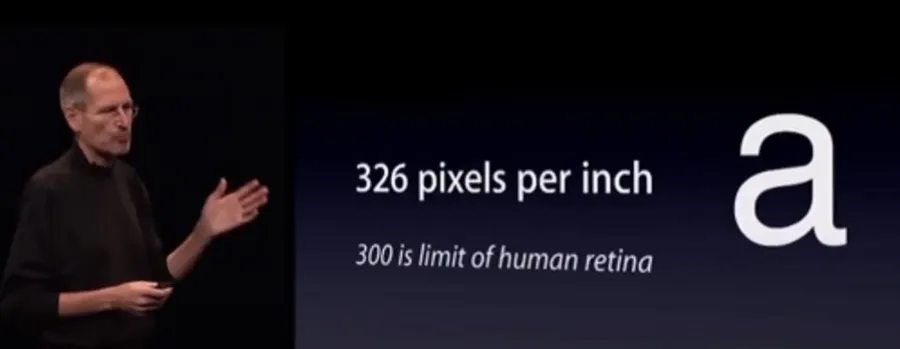 326 pixels per inch
300 is limit of human retina
a